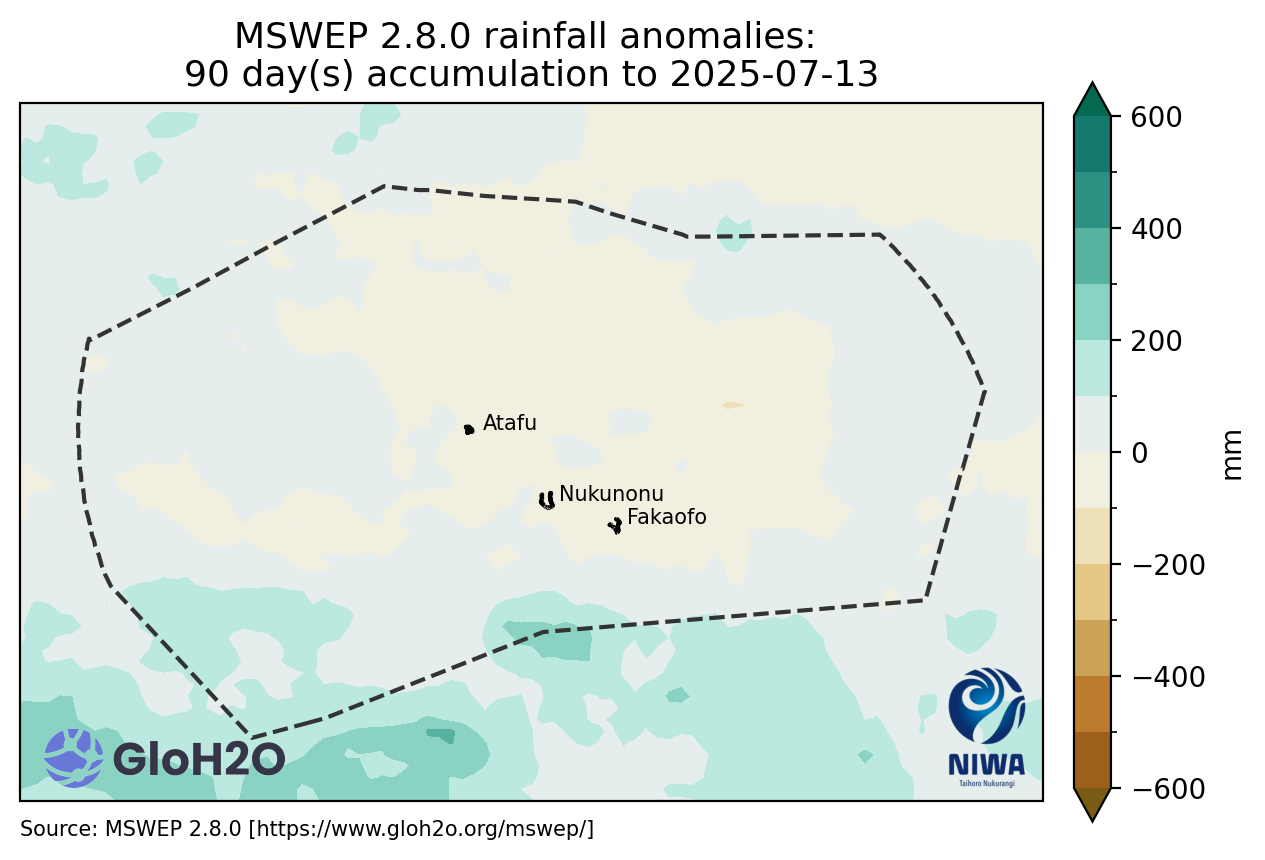 MSWEP 2.8.0 rainfall anomalies:
90 day(s) accumulation to 2025-07-13
600
400
200
0
−200
−400
−600
mm
Atafu
Nukunonu
Fakaofo
GloH2O
NIWA
Taihoro Nukurangi
Source: MSWEP 2.8.0 [https://www.gloh2o.org/mswep/]